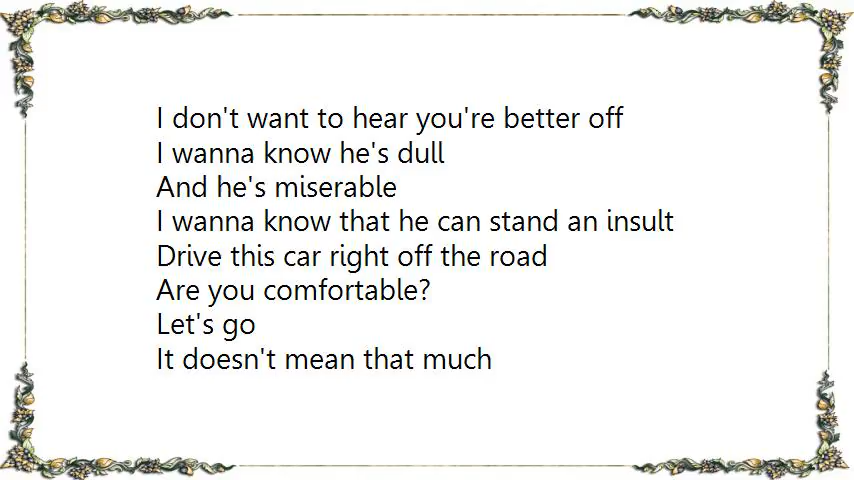 I don't want to hear you're better off
I wanna know he's dull
And he's miserable
I wanna know that he can stand an insult
Drive this car right off the road
Are you comfortable?
Let's go
It doesn't mean that much